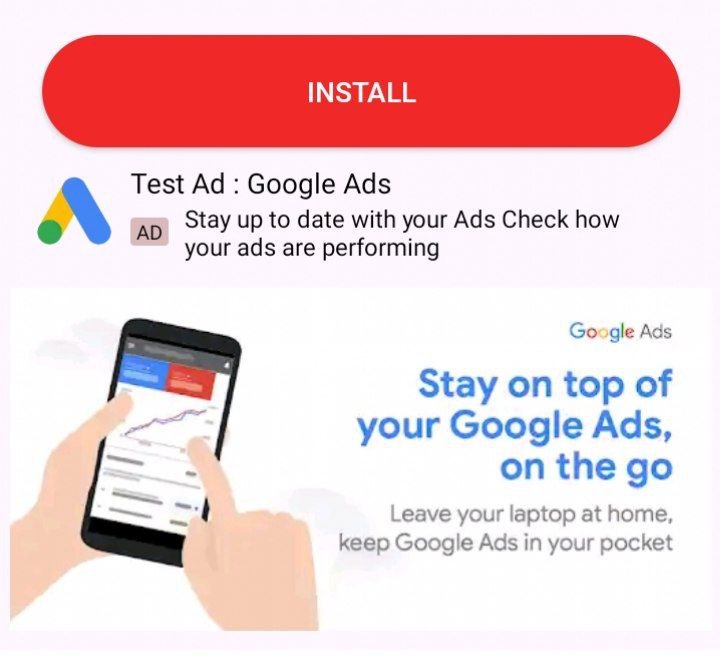 INSTALL
Test Ad : Google Ads
AD
Stay up to date with your Ads Check how
your ads are performing
Google Ads
Stay on top of
your Google Ads,
on the go
Leave your laptop at home,
keep Google Ads in your pocket